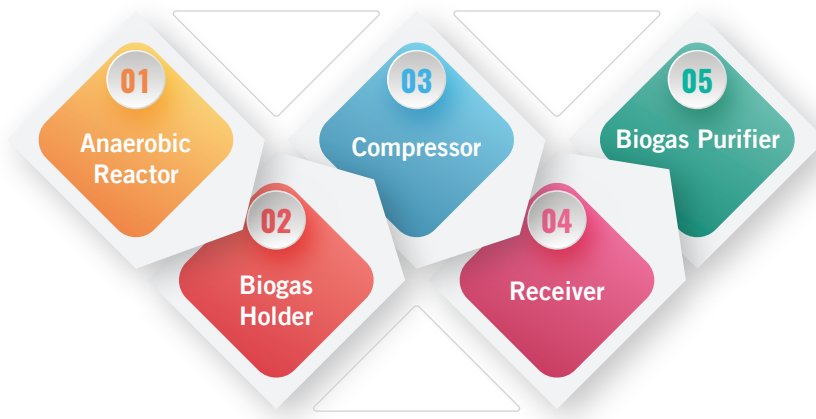 01
Anaerobic
Reactor
02
Biogas
Holder
03
Compressor
04
Receiver
05
Biogas Purifier